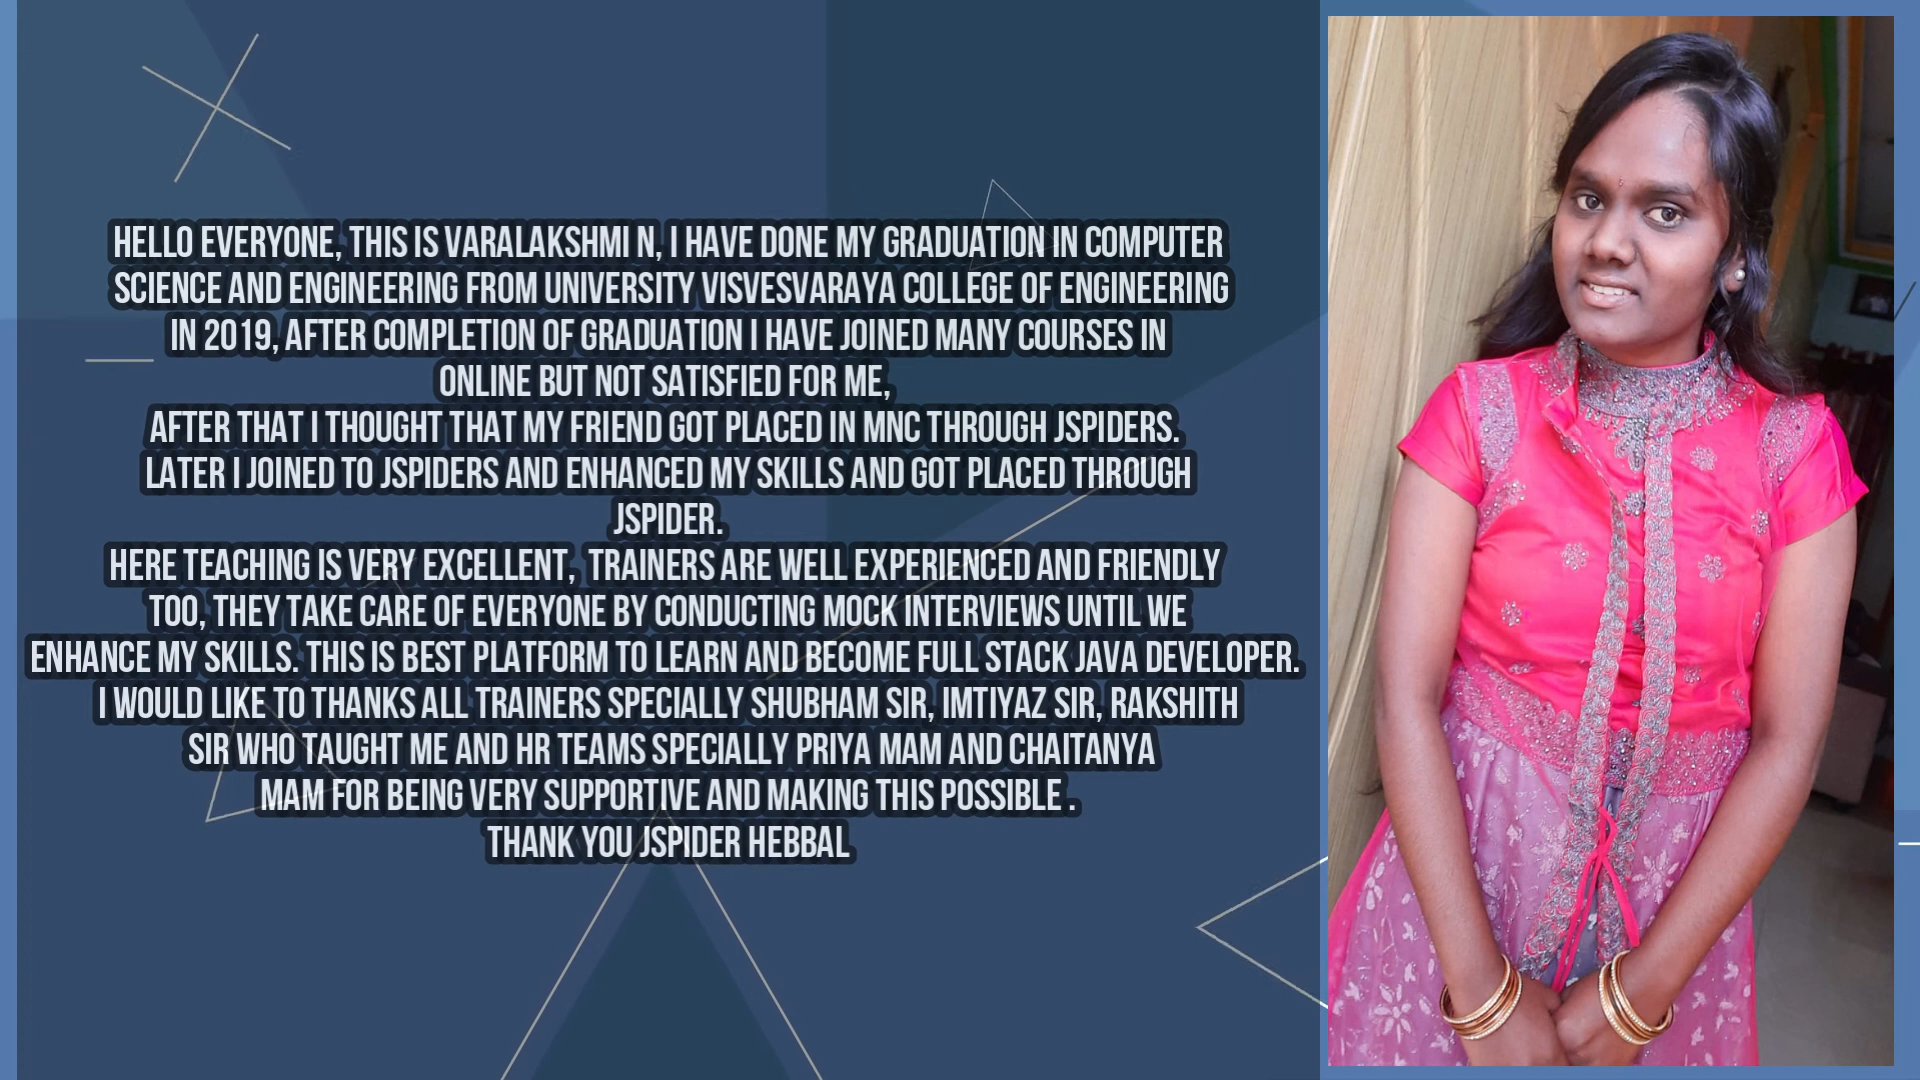 HELLO EVERYONE, THIS IS VARALAKSHMI N, I HAVE DONE MY GRADUATION IN COMPUTER
SCIENCE AND ENGINEERING FROM UNIVERSITY VISVESVARAYA COLLEGE OF ENGINEERING
IN 2019, AFTER COMPLETION OF GRADUATION I HAVE JOINED MANY COURSES IN
ONLINE BUT NOT SATISFIED FOR ME,
AFTER THAT I THOUGHT THAT MY FRIEND GOT PLACED IN MNC THROUGH JSPIDERS.
LATER I JOINED TO JSPIDERS AND ENHANCED MY SKILLS AND GOT PLACED THROUGH
JSPIDER.
HERE TEACHING IS VERY EXCELLENT, TRAINERS ARE WELL EXPERIENCED AND FRIENDLY
TOO, THEY TAKE CARE OF EVERYONE BY CONDUCTING MOCK INTERVIEWS UNTIL WE
ENHANCE MY SKILLS. THIS IS BEST PLATFORM TO LEARN AND BECOME FULL STACK JAVA DEVELOPER.
I WOULD LIKE TO THANKS ALL TRAINERS SPECIALLY SHUBHAM SIR, IMTIYAZ SIR, RAKSHITH
SIR WHO TAUGHT ME AND HR TEAMS SPECIALLY PRIYA MAM AND CHAITANYA
MAM FOR BEING VERY SUPPORTIVE AND MAKING THIS POSSIBLE .
THANK YOU JSPIDER HEBBAL